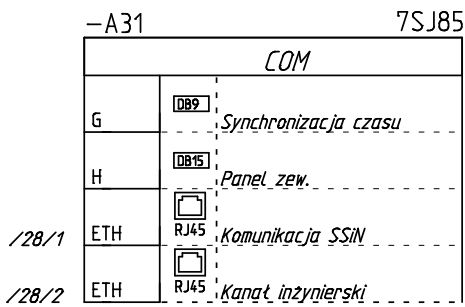 -A31 7SJ85
COM
G DB9 Synchronizacja czasu
H DB15 Panel zew.
/28/1 ETH RJ45 Komunikacja SSiN
/28/2 ETH RJ45 Kanał inżynierski